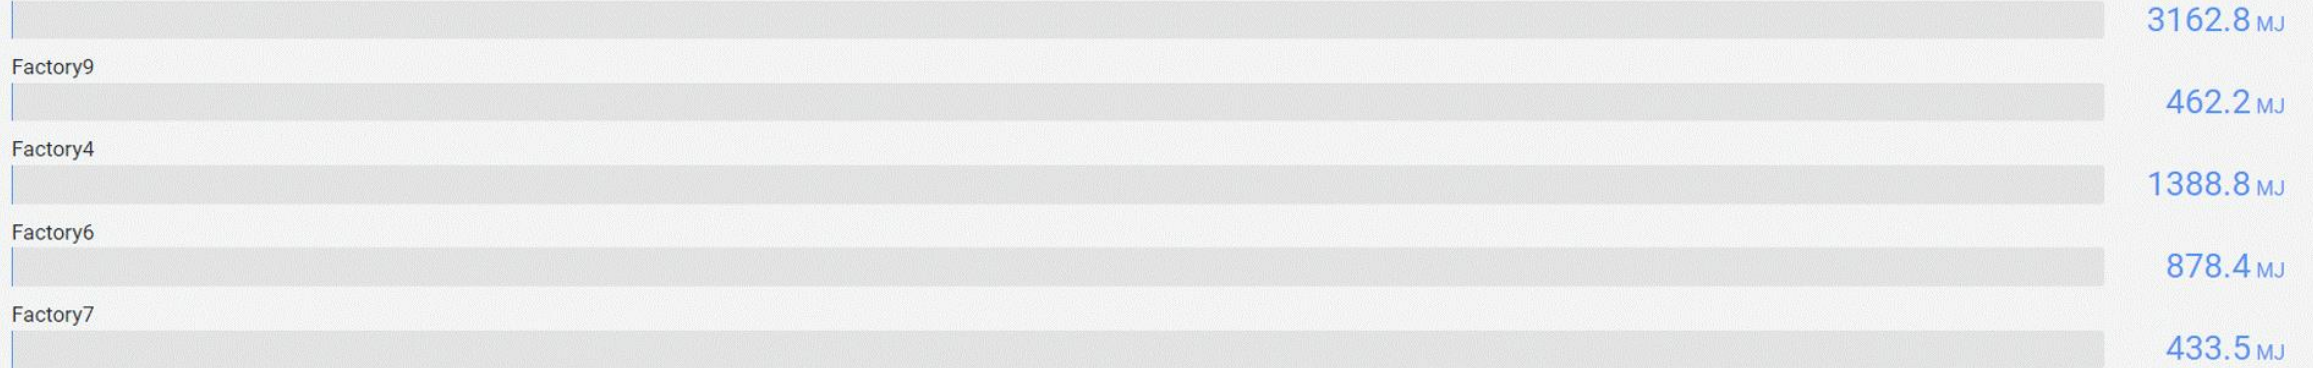 3162.8 MJ
Factory9
462.2 MJ
Factory4
1388.8 MJ
Factory6
878.4 MJ
Factory7
433.5 MJ